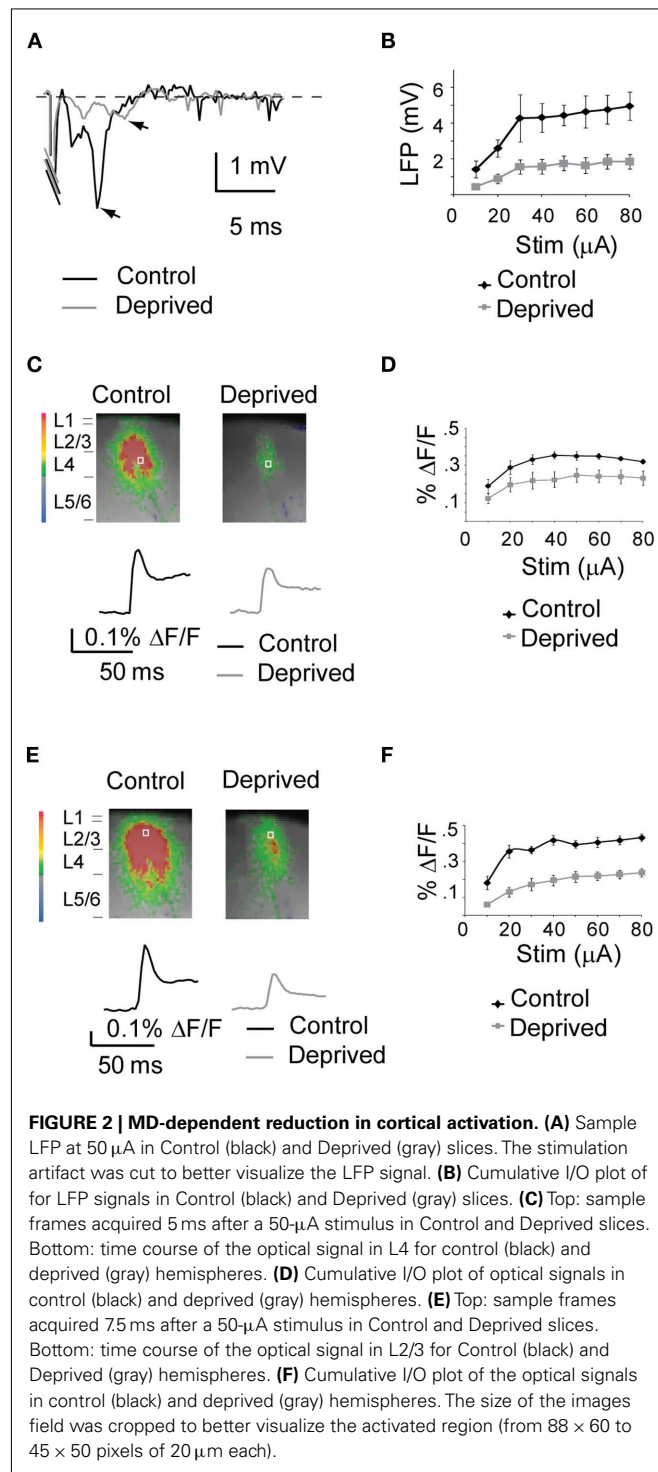 A
1 mV
5 ms
Control
Deprived
B
LFP (mV)
6
4
2
0 20 40 60 80
Stim (μA)
Control
Deprived
C
Control Deprived
L1
L2/3
L4
L5/6
0.1% ΔF/F
50 ms
Control
Deprived
D
% ΔF/F
.5
.3
.1
0 20 40 60 80
Stim (μA)
Control
Deprived
E
Control Deprived
L1
L2/3
L4
L5/6
0.1% ΔF/F
50 ms
Control
Deprived
F
% ΔF/F
.5
.3
.1
0 20 40 60 80
Stim (μA)
Control
Deprived
FIGURE 2 | MD-dependent reduction in cortical activation. (A) Sample
LFP at 50 μA in Control (black) and Deprived (gray) slices. The stimulation
artifact was cut to better visualize the LFP signal. (B) Cumulative I/O plot of
for LFP signals in Control (black) and Deprived (gray) slices. (C) Top: sample
frames acquired 5 ms after a 50-μA stimulus in Control and Deprived slices.
Bottom: time course of the optical signal in L4 for control (black) and
deprived (gray) hemispheres. (D) Cumulative I/O plot of optical signals in
control (black) and deprived (gray) hemispheres. (E) Top: sample frames
acquired 7.5 ms after a 50-μA stimulus in Control and Deprived slices.
Bottom: time course of the optical signal in L2/3 for Control (black) and
Deprived (gray) hemispheres. (F) Cumulative I/O plot of the optical signals
in control (black) and deprived (gray) hemispheres. The size of the images
field was cropped to better visualize the activated region (from 88 × 60 to
45 × 50 pixels of 20 μm each).